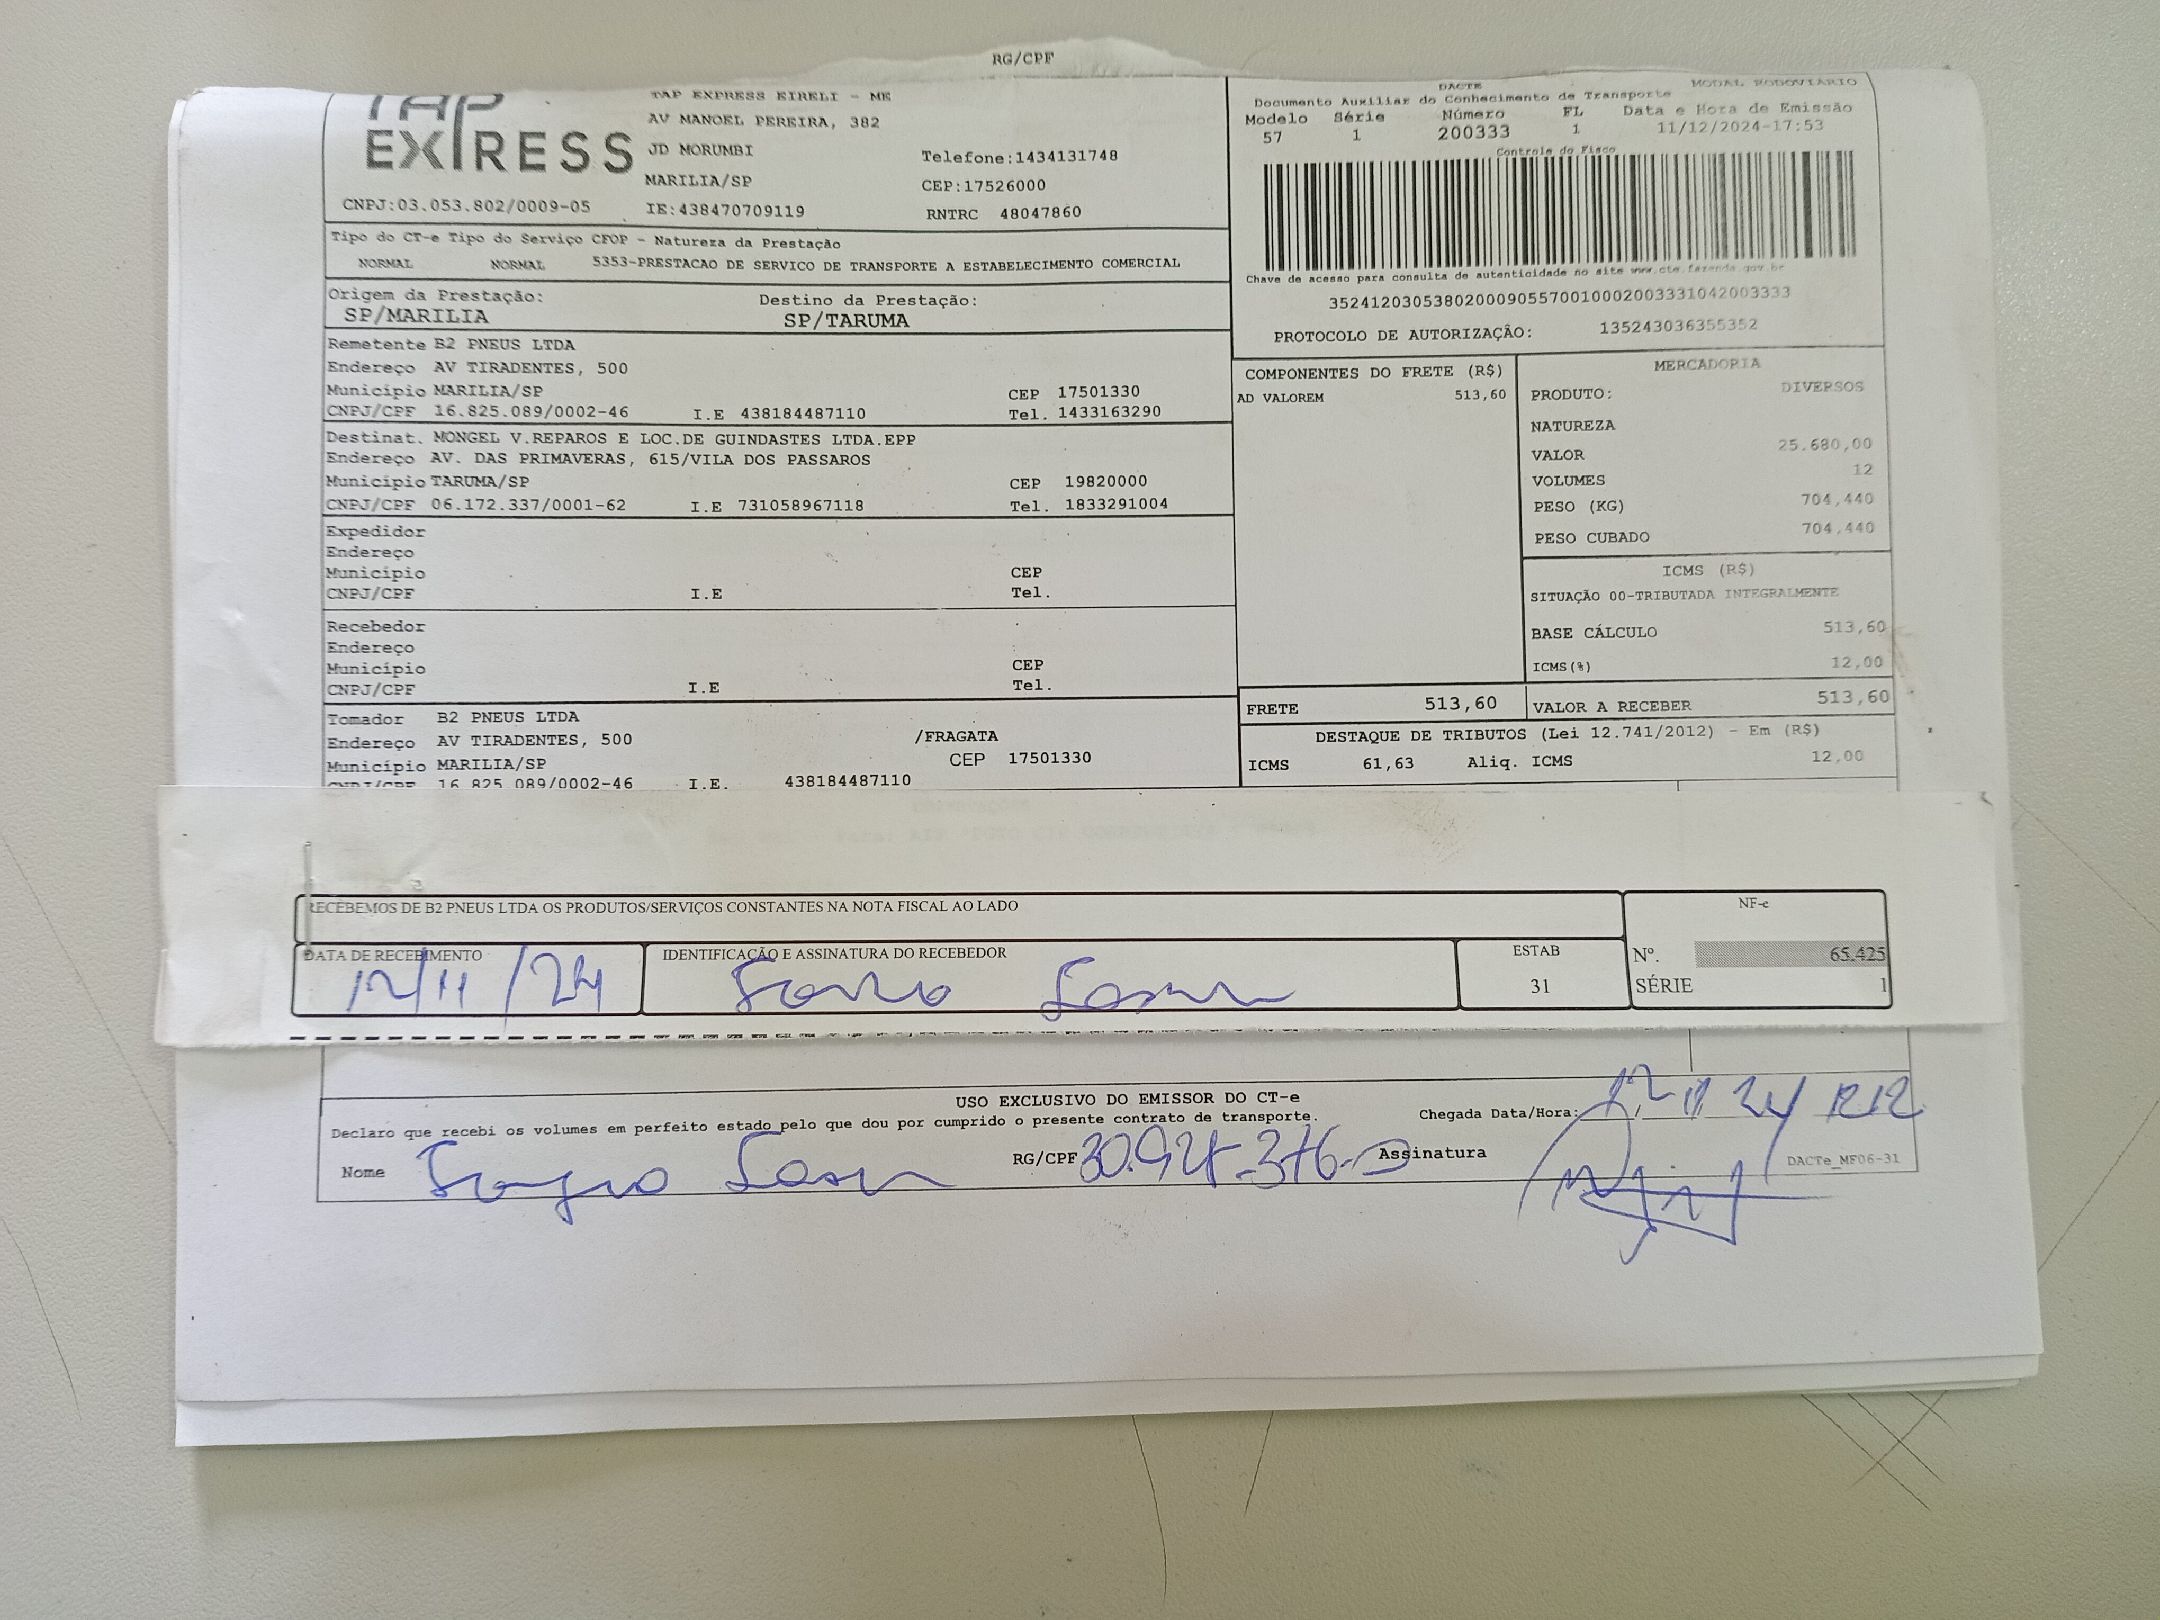 RG/CPF
TAP EXPRESS
TAP EXPRESS EIRELI - ME
AV MANOEL PEREIRA, 382
JD MORUMBI
Telefone:1434131748
MARILIA/SP
CEP:17526000
CNPJ:03.053.802/0009-05
IE:438470709119
RNTRC 48047860
DACTE
MODAL RODOVIARIO
Documento Auxiliar do Conhecimento de Transporte
Modelo Série Número FL Data e Hora de Emissão
57 1 200333 1 11/12/2024-17:53
Controle do Fisco
Chave de acesso para consulta de autenticidade no site www.cte.fazenda.gov.br
35241203053802000905570010002003331042003333
PROTOCOLO DE AUTORIZAÇÃO: 135243036355352
Tipo do CT-e Tipo do Serviço CFOP - Natureza da Prestação
NORMAL NORMAL 5353-PRESTACAO DE SERVICO DE TRANSPORTE A ESTABELECIMENTO COMERCIAL
Origem da Prestação: Destino da Prestação:
SP/MARILIA SP/TARUMA
Remetente B2 PNEUS LTDA
Endereço AV TIRADENTES, 500
Município MARILIA/SP CEP 17501330
CNPJ/CPF 16.825.089/0002-46 I.E 438184487110 Tel. 1433163290
Destinat. MONGEL V.REPAROS E LOC.DE GUINDASTES LTDA.EPP
Endereço AV. DAS PRIMAVERAS, 615/VILA DOS PASSAROS
Município TARUMA/SP CEP 19820000
CNPJ/CPF 06.172.337/0001-62 I.E 731058967118 Tel. 1833291004
Expedidor
Endereço
Município CEP
CNPJ/CPF I.E Tel.
Recebedor
Endereço
Município CEP
CNPJ/CPF I.E Tel.
Tomador B2 PNEUS LTDA
Endereço AV TIRADENTES, 500 /FRAGATA
Município MARILIA/SP CEP 17501330
CNPJ/CPF 16.825.089/0002-46 I.E. 438184487110
COMPONENTES DO FRETE (R$)
AD VALOREM 513,60
MERCADORIA
PRODUTO: DIVERSOS
NATUREZA
VALOR 25.680,00
VOLUMES 12
PESO (KG) 704,440
PESO CUBADO 704,440
ICMS (R$)
SITUAÇÃO 00-TRIBUTADA INTEGRALMENTE
BASE CÁLCULO 513,60
ICMS(%) 12,00
FRETE 513,60 VALOR A RECEBER 513,60
DESTAQUE DE TRIBUTOS (Lei 12.741/2012) - Em (R$)
ICMS 61,63 Aliq. ICMS 12,00
RECEBEMOS DE B2 PNEUS LTDA OS PRODUTOS/SERVIÇOS CONSTANTES NA NOTA FISCAL AO LADO
NF-e
DATA DE RECEBIMENTO IDENTIFICAÇÃO E ASSINATURA DO RECEBEDOR ESTAB
Nº. 65.425
12/11/24 31
SÉRIE 1
USO EXCLUSIVO DO EMISSOR DO CT-e
Declaro que recebi os volumes em perfeito estado pelo que dou por cumprido o presente contrato de transporte.
Chegada Data/Hora: 12 11 24 1212
Nome RG/CPF Assinatura
DACTe_MF06-31